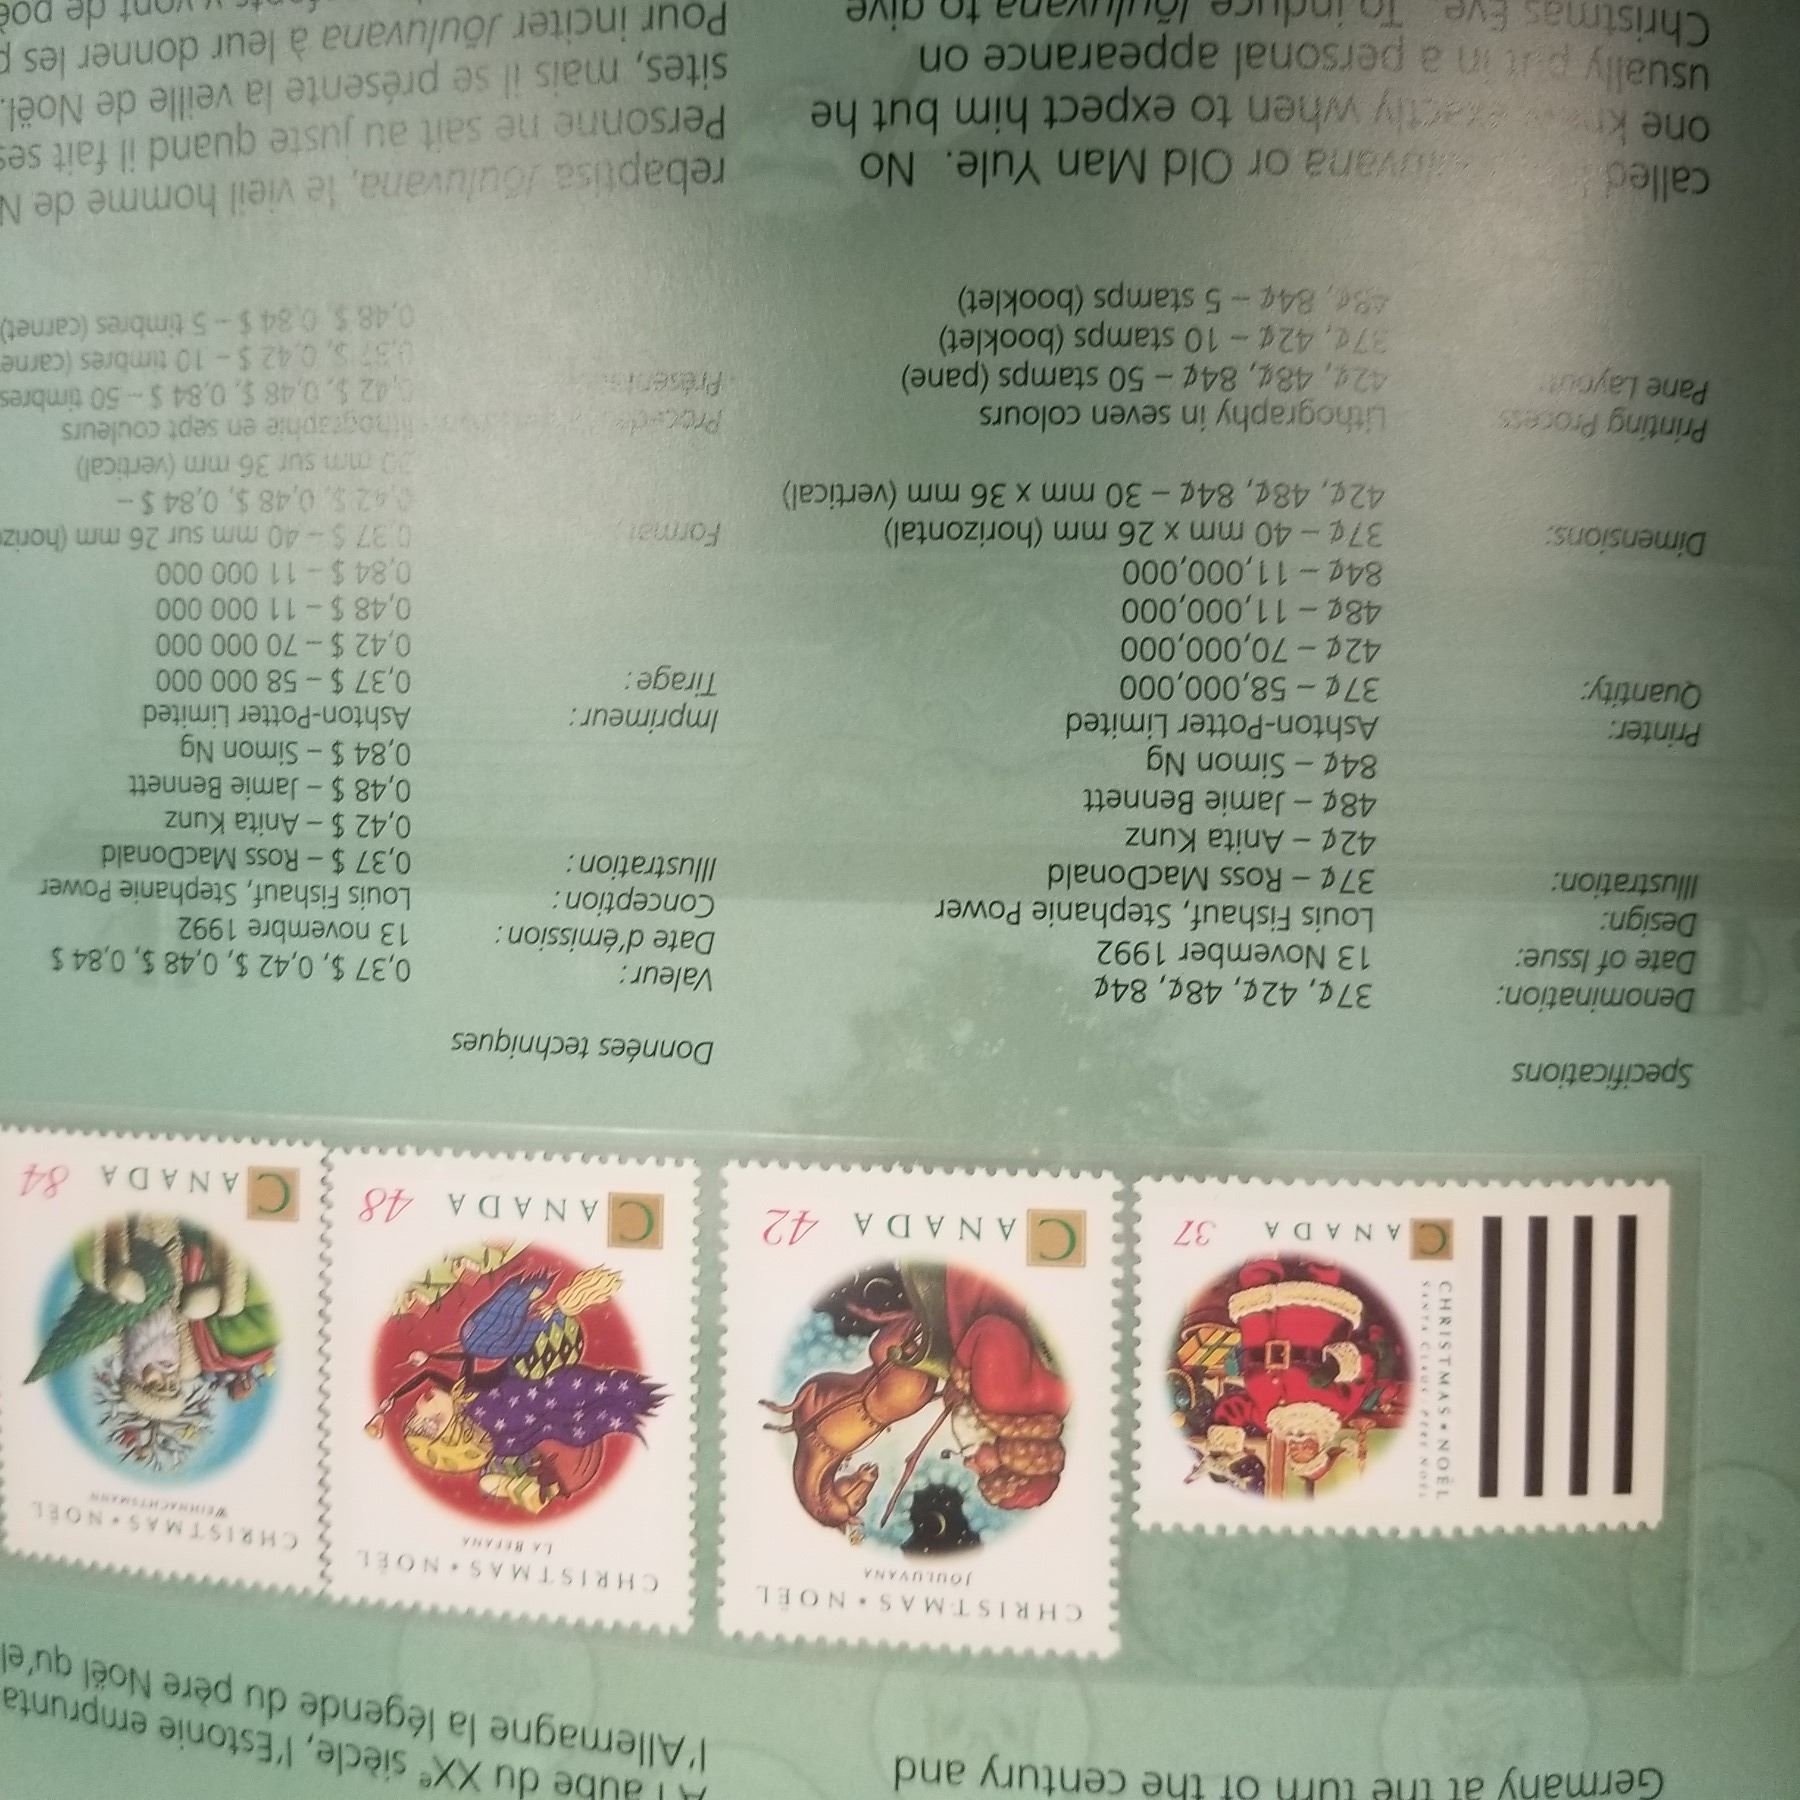 Germany at the turn of the century and
siècle, l'Estonie emprunta
l'Allemagne la légende du père Noël
CHRISTMAS • NOËL
SANTA CLAUS • PÈRE NOËL
CANADA 37
CHRISTMAS • NOËL
JOULUVANA
CANADA 42
CHRISTMAS • NOËL
LA BEFANA
CANADA 48
CHRISTMAS • NOËL
WEIHNACHTSMANN
CANADA 84
Specifications
Denomination: 37¢, 42¢, 48¢, 84¢
Date of Issue: 13 November 1992
Design: Louis Fishauf, Stephanie Power
Illustration: 37¢ – Ross MacDonald
42¢ – Anita Kunz
48¢ – Jamie Bennett
84¢ – Simon Ng
Printer: Ashton-Potter Limited
Quantity: 37¢ – 58,000,000
42¢ – 70,000,000
48¢ – 11,000,000
84¢ – 11,000,000
Dimensions: 37¢ – 40 mm x 26 mm (horizontal)
42¢, 48¢, 84¢ – 30 mm x 36 mm (vertical)
Printing Process Lithography in seven colours
Pane Layout: 42¢, 48¢, 84¢ – 50 stamps (pane)
37¢, 42¢ – 10 stamps (booklet)
48¢, 84¢ – 5 stamps (booklet)
called or Old Man Yule. No
one knows exactly when to expect him but he
usually put in a personal appearance on
Christmas Eve. To induce Jõuluvana to give
Données techniques
Valeur : 0,37 $, 0,42 $, 0,48 $, 0,84 $
Date d'émission : 13 novembre 1992
Conception : Louis Fishauf, Stephanie Power
Illustration : 0,37 $ – Ross MacDonald
0,42 $ – Anita Kunz
0,48 $ – Jamie Bennett
0,84 $ – Simon Ng
Imprimeur : Ashton-Potter Limited
Tirage : 0,37 $ – 58 000 000
0,42 $ – 70 000 000
0,48 $ – 11 000 000
0,84 $ – 11 000 000
Format 0,37 $ – 40 mm sur 26 mm
0,42 $, 0,48 $, 0,84 $ –
30 mm sur 36 mm (vertical)
lithographie en sept couleurs
0,42 $, 0,48 $, 0,84 $ – 50 timbres
0,37 $, 0,42 $ – 10 timbres
0,48 $, 0,84 $ – 5 timbres (carnet)
rebaptisa Jõuluvana, le vieil homme de
Personne ne sait au juste quand il fait ses
sites, mais il se présente la veille de Noël.
Pour inciter Jõuluvana à leur donner les
y vont de